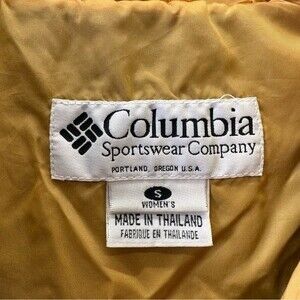 Columbia
Sportswear Company
PORTLAND, OREGON U.S.A.
S
WOMEN'S
MADE IN THAILAND
FABRIQUE EN THAILANDE